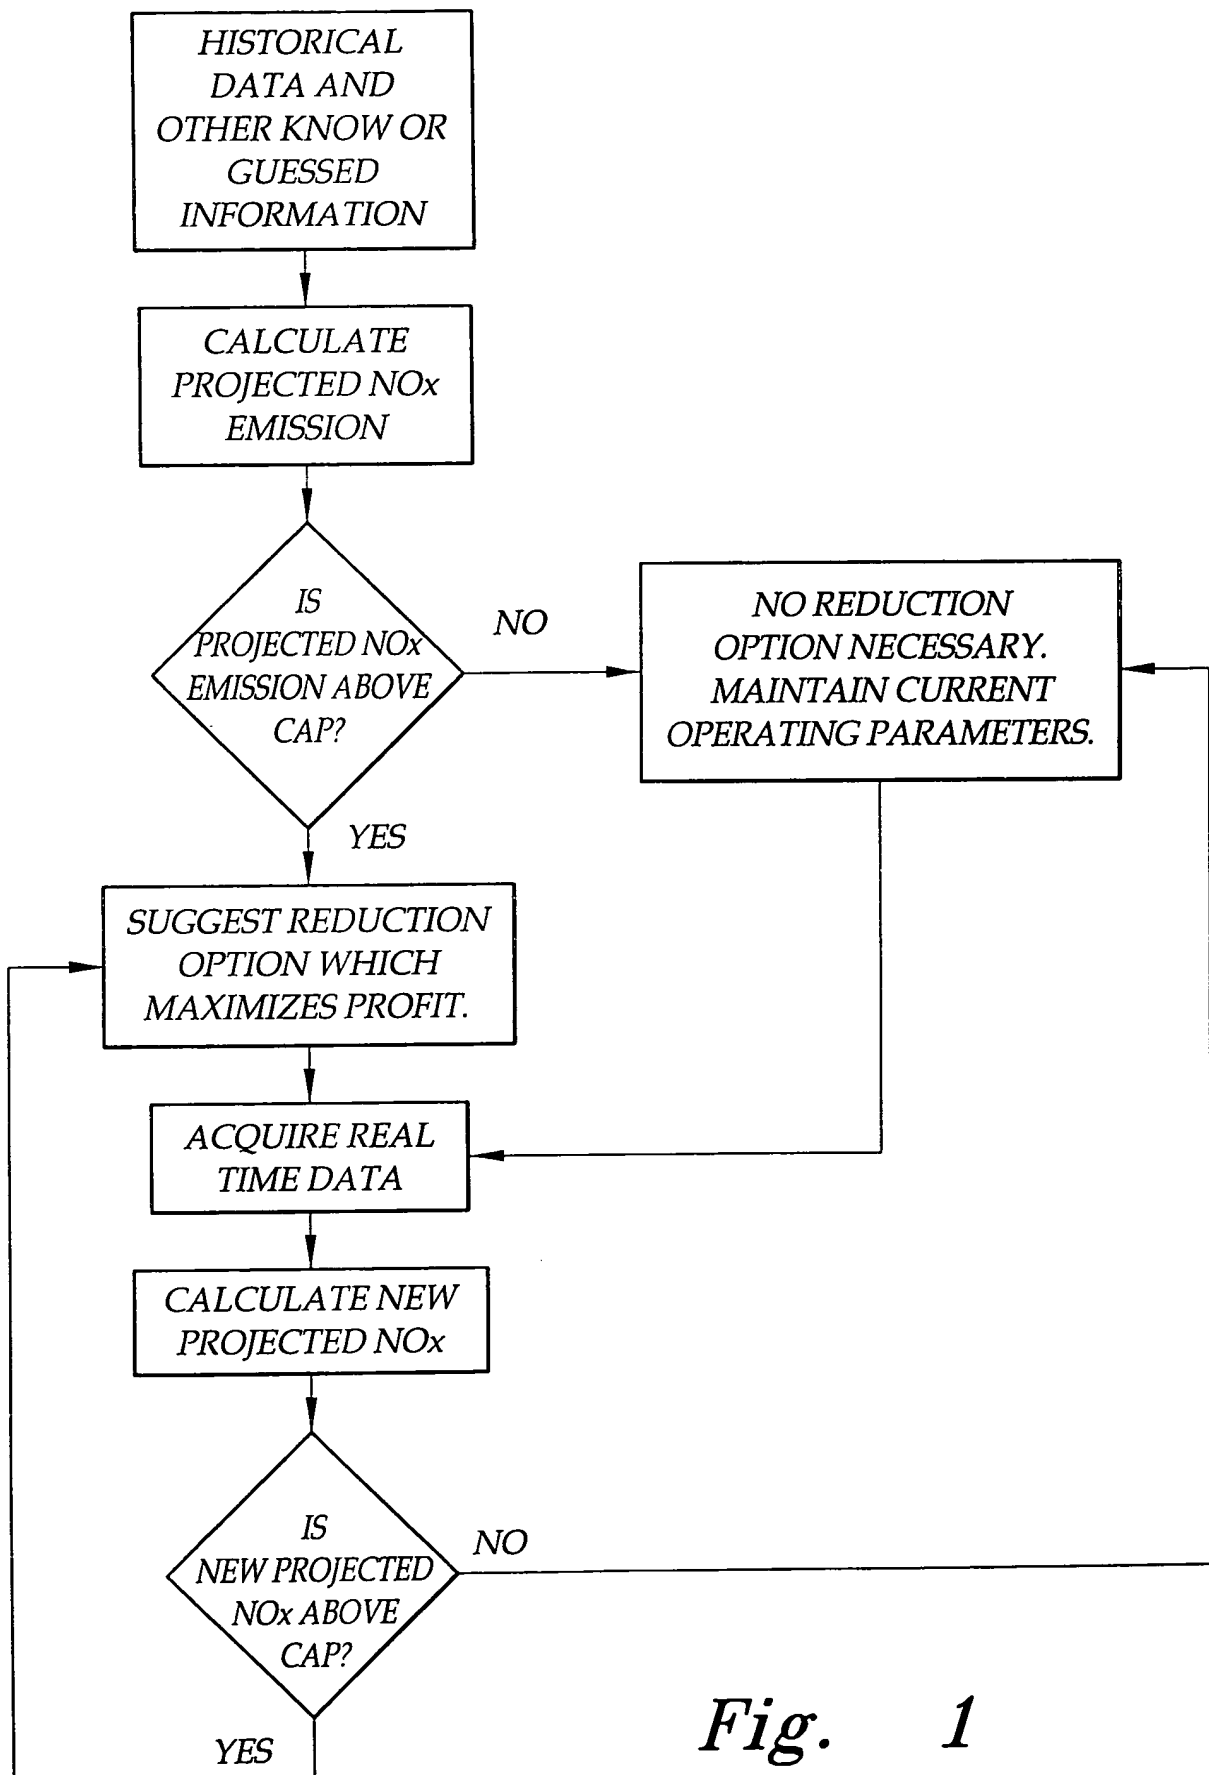 HISTORICAL
DATA AND
OTHER KNOW OR
GUESSED
INFORMATION
CALCULATE
PROJECTED NOx
EMISSION
IS
PROJECTED NOx
EMISSION ABOVE
CAP?
NO
NO REDUCTION
OPTION NECESSARY.
MAINTAIN CURRENT
OPERATING PARAMETERS.
YES
SUGGEST REDUCTION
OPTION WHICH
MAXIMIZES PROFIT.
ACQUIRE REAL
TIME DATA
CALCULATE NEW
PROJECTED NOx
IS
NEW PROJECTED
NOx ABOVE
CAP?
NO
YES
Fig. 1